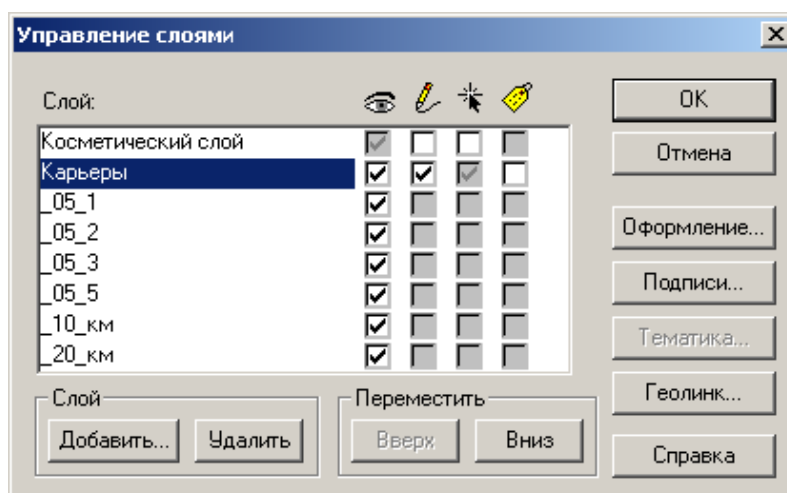 Управление слоями
Слой:
Косметический слой
Карьеры
_05_1
_05_2
_05_3
_05_5
_10_км
_20_км
OK
Отмена
Оформление...
Подписи...
Тематика...
Геолинк...
Справка
Слой
Добавить...
Удалить
Переместить
Вверх
Вниз